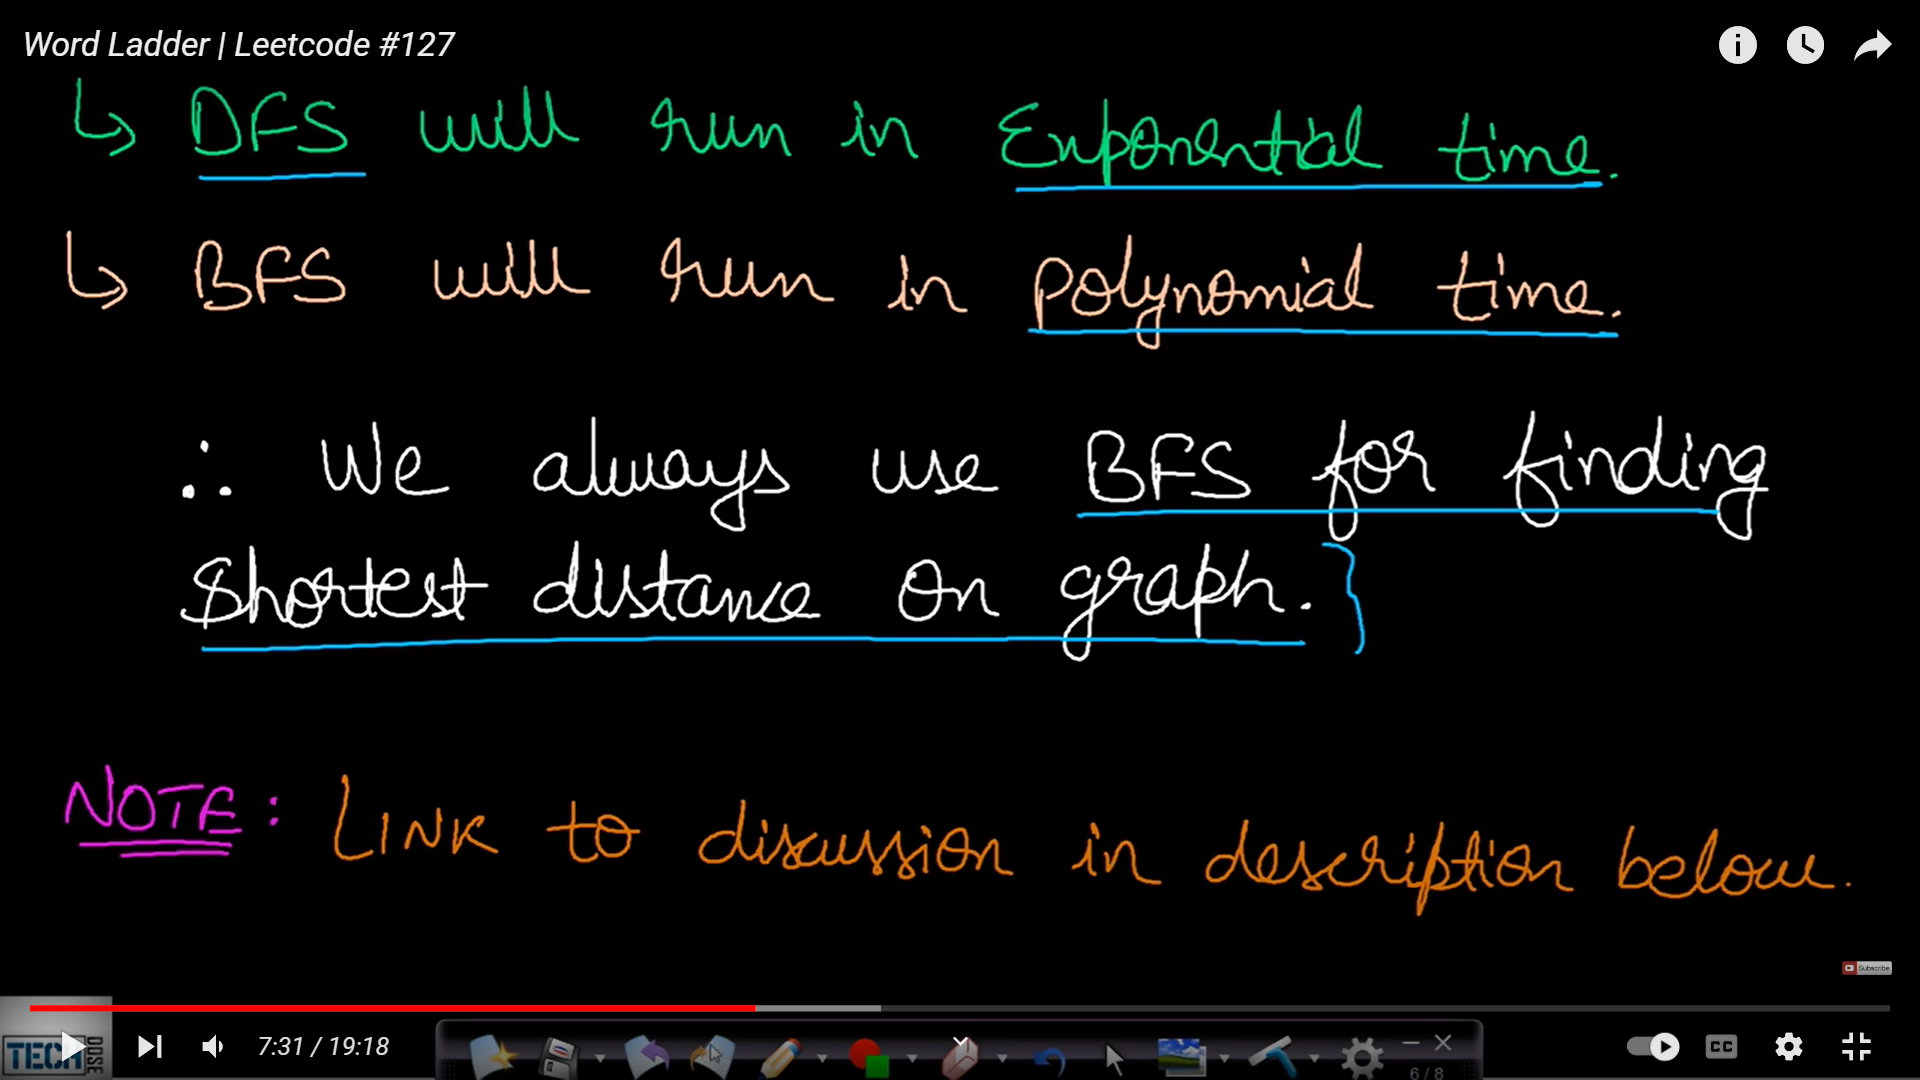 Word Ladder | Leetcode #127
↳ DFS will run in Exponential time.
↳ BFS will run in polynomial time.
∴ We always use BFS for finding
Shortest distance on graph.
NOTE: LINK to discussion in description below.
Subscribe
TECH DOSE
7:31 / 19:18
CC
6 / 8